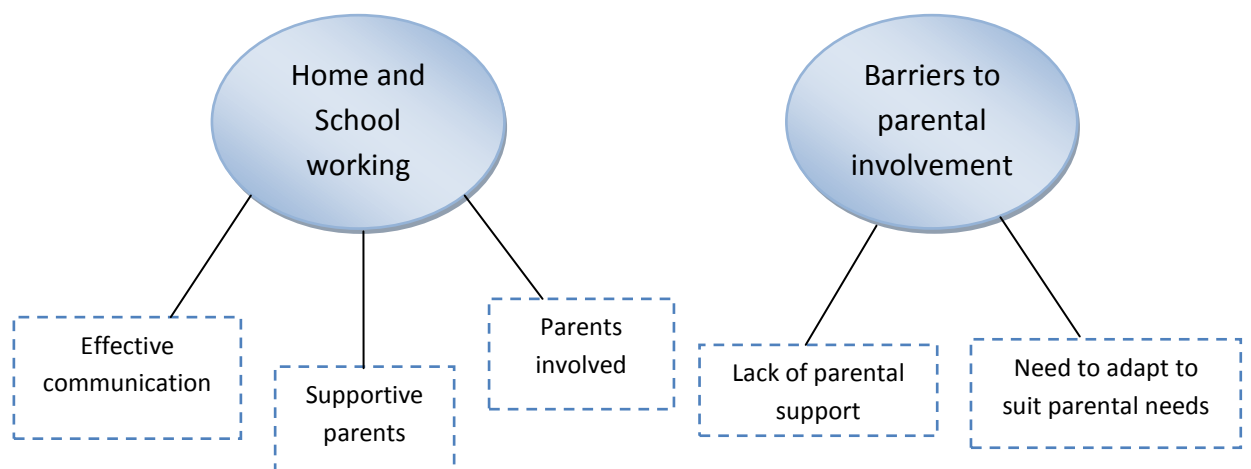 Home and
School
working
Barriers to
parental
involvement
Effective
communication
Supportive
parents
Parents
involved
Lack of parental
support
Need to adapt to
suit parental needs